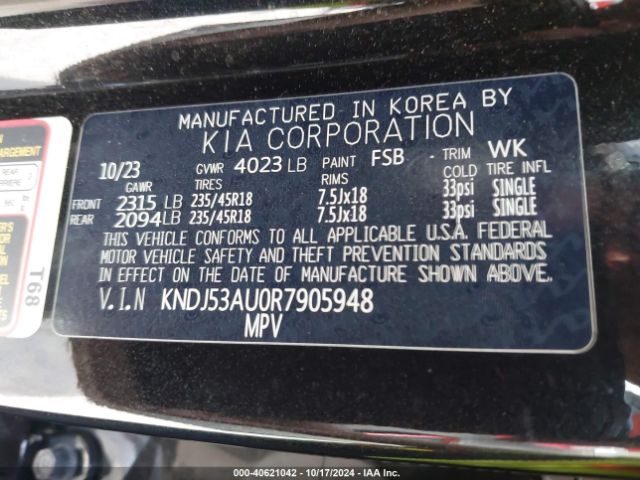 MANUFACTURED IN KOREA BY
KIA CORPORATION
10/23 GVWR 4023 LB PAINT FSB - TRIM WK
GAWR TIRES RIMS COLD TIRE INFL
FRONT 2315 LB 235/45R18 7.5Jx18 33psi SINGLE
REAR 2094 LB 235/45R18 7.5Jx18 33psi SINGLE
THIS VEHICLE CONFORMS TO ALL APPLICABLE U.S.A. FEDERAL
MOTOR VEHICLE SAFETY AND THEFT PREVENTION STANDARDS
IN EFFECT ON THE DATE OF MANUFACTURE SHOWN ABOVE.
V.I.N KNDJ53AU0R7905948
MPV
T68
000-40621042 | 10/17/2024 | IAA Inc.